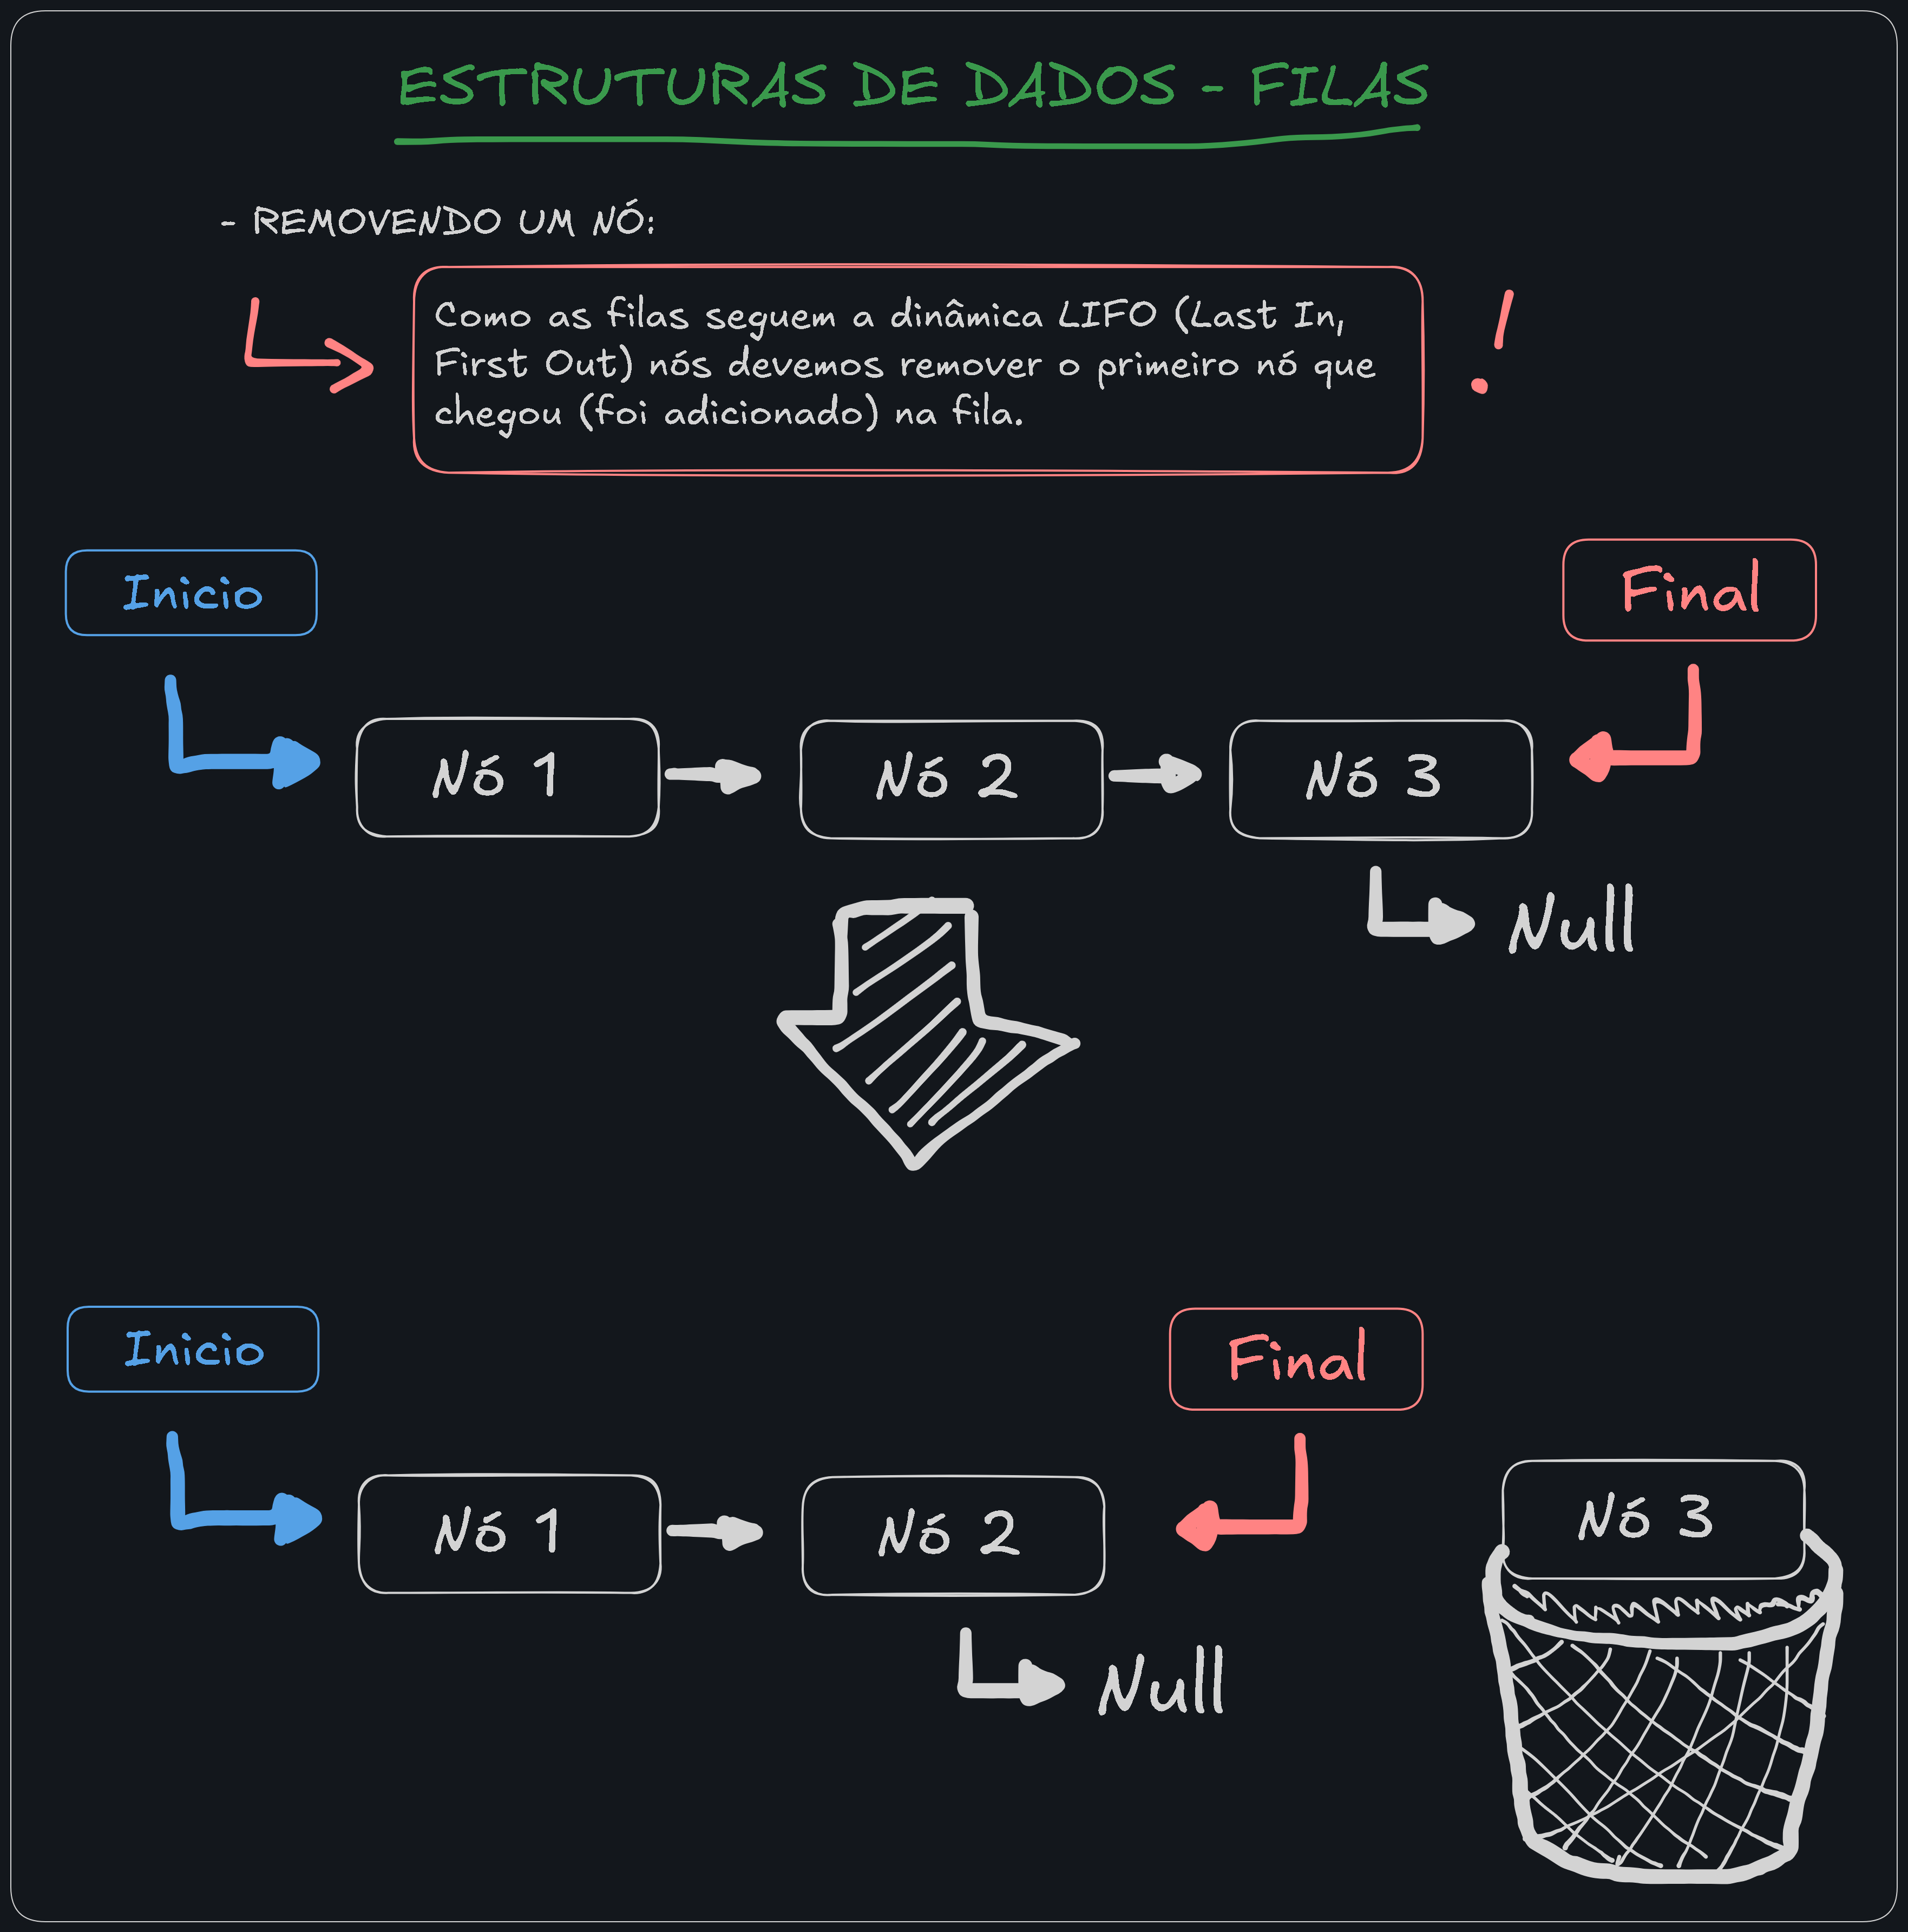 ESTRUTURAS DE DADOS - FILAS
- REMOVENDO UM NÓ:
Como as filas seguem a dinâmica LIFO (Last In,
First Out) nós devemos remover o primeiro nó que
chegou (foi adicionado) na fila.
!
Inicio
Final
Nó 1
Nó 2
Nó 3
Null
Inicio
Final
Nó 1
Nó 2
Nó 3
Null